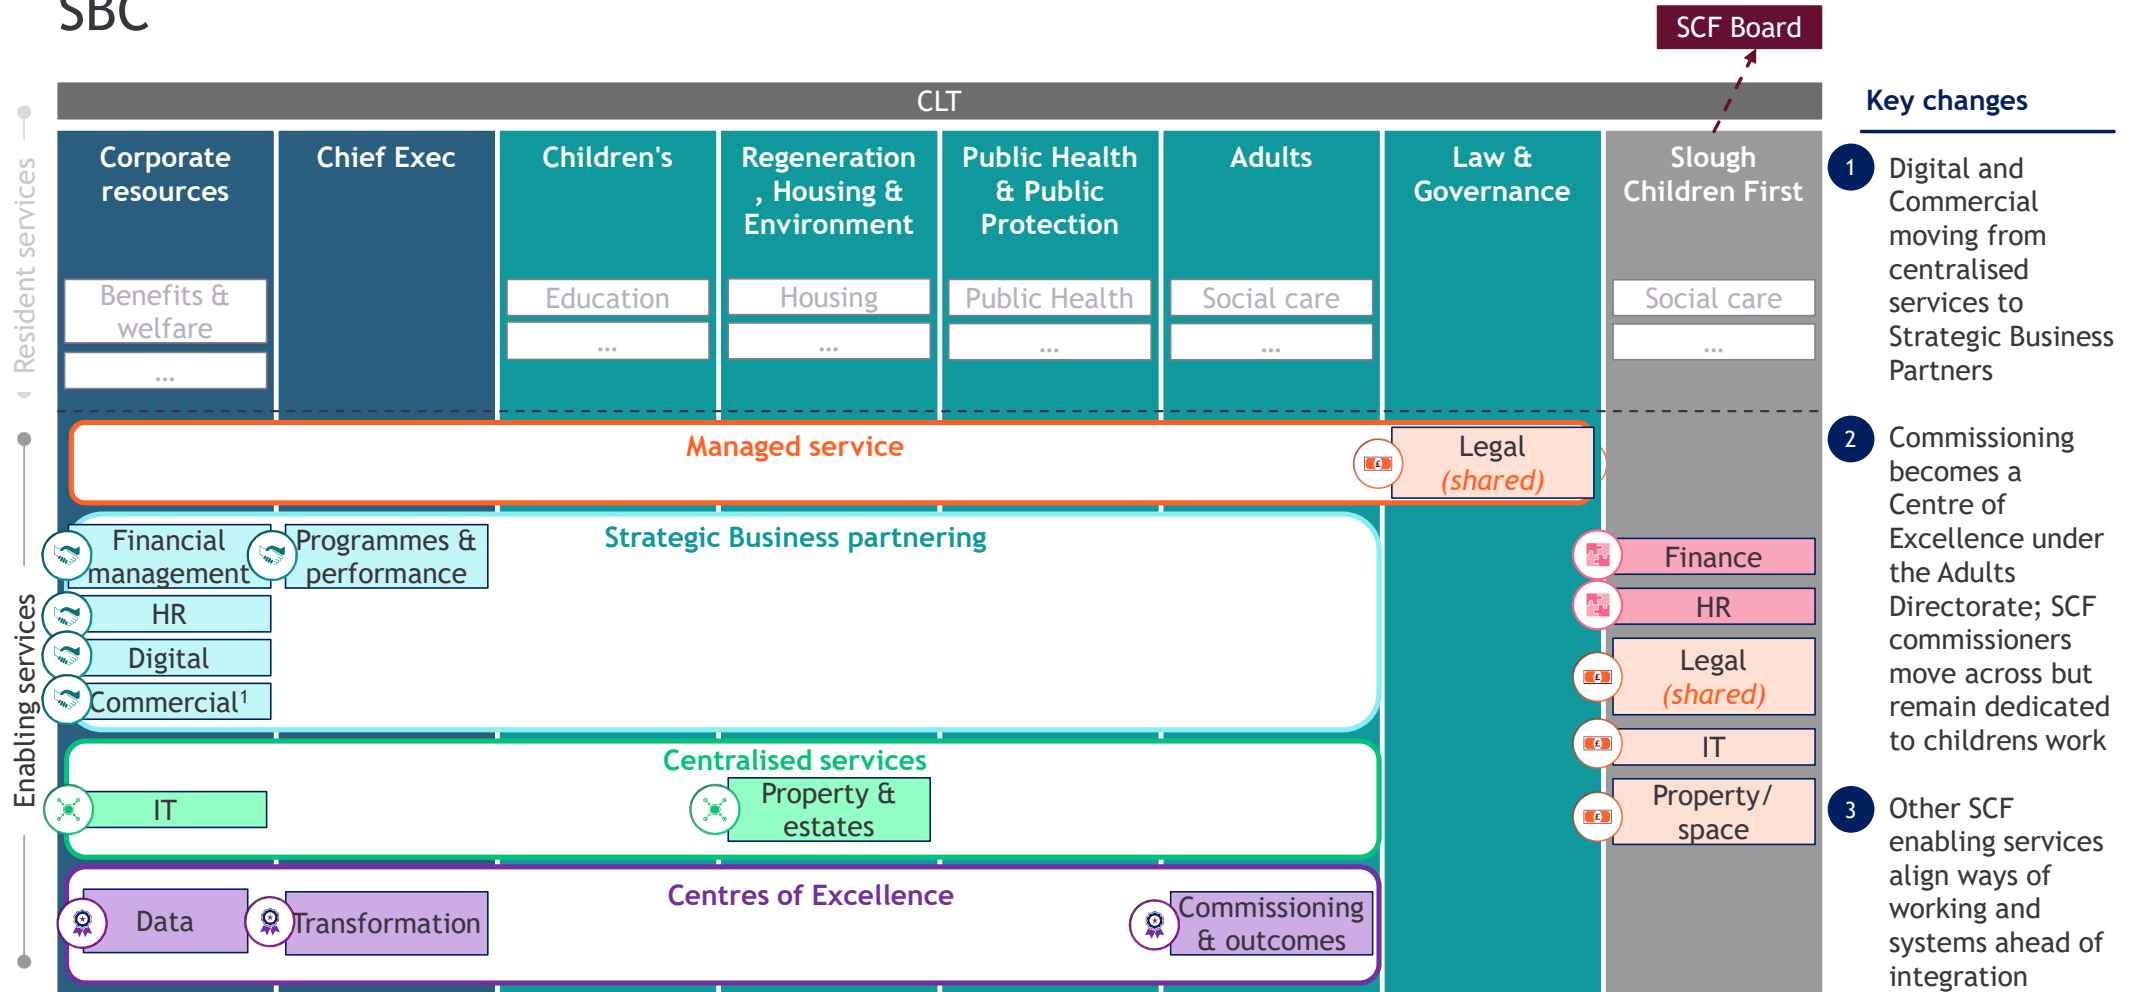 SBC
SCF Board
CLT
Key changes
Resident services
Corporate
resources
Chief Exec
Children's
Regeneration
, Housing &
Environment
Public Health
& Public
Protection
Adults
Law &
Governance
Slough
Children First
Benefits &
welfare
...
Education
...
Housing
...
Public Health
...
Social care
...
Social care
...
1
Digital and
Commercial
moving from
centralised
services to
Strategic Business
Partners
Enabling services
Managed service
£
Legal
(shared)
Strategic Business partnering
Financial
management
Programmes &
performance
HR
Digital
Commercial¹
Finance
HR
£
Legal
(shared)
£
IT
£
Property/
space
Centralised services
IT
Property &
estates
Centres of Excellence
Data
Transformation
Commissioning
& outcomes
2
Commissioning
becomes a
Centre of
Excellence under
the Adults
Directorate; SCF
commissioners
move across but
remain dedicated
to childrens work
3
Other SCF
enabling services
align ways of
working and
systems ahead of
integration